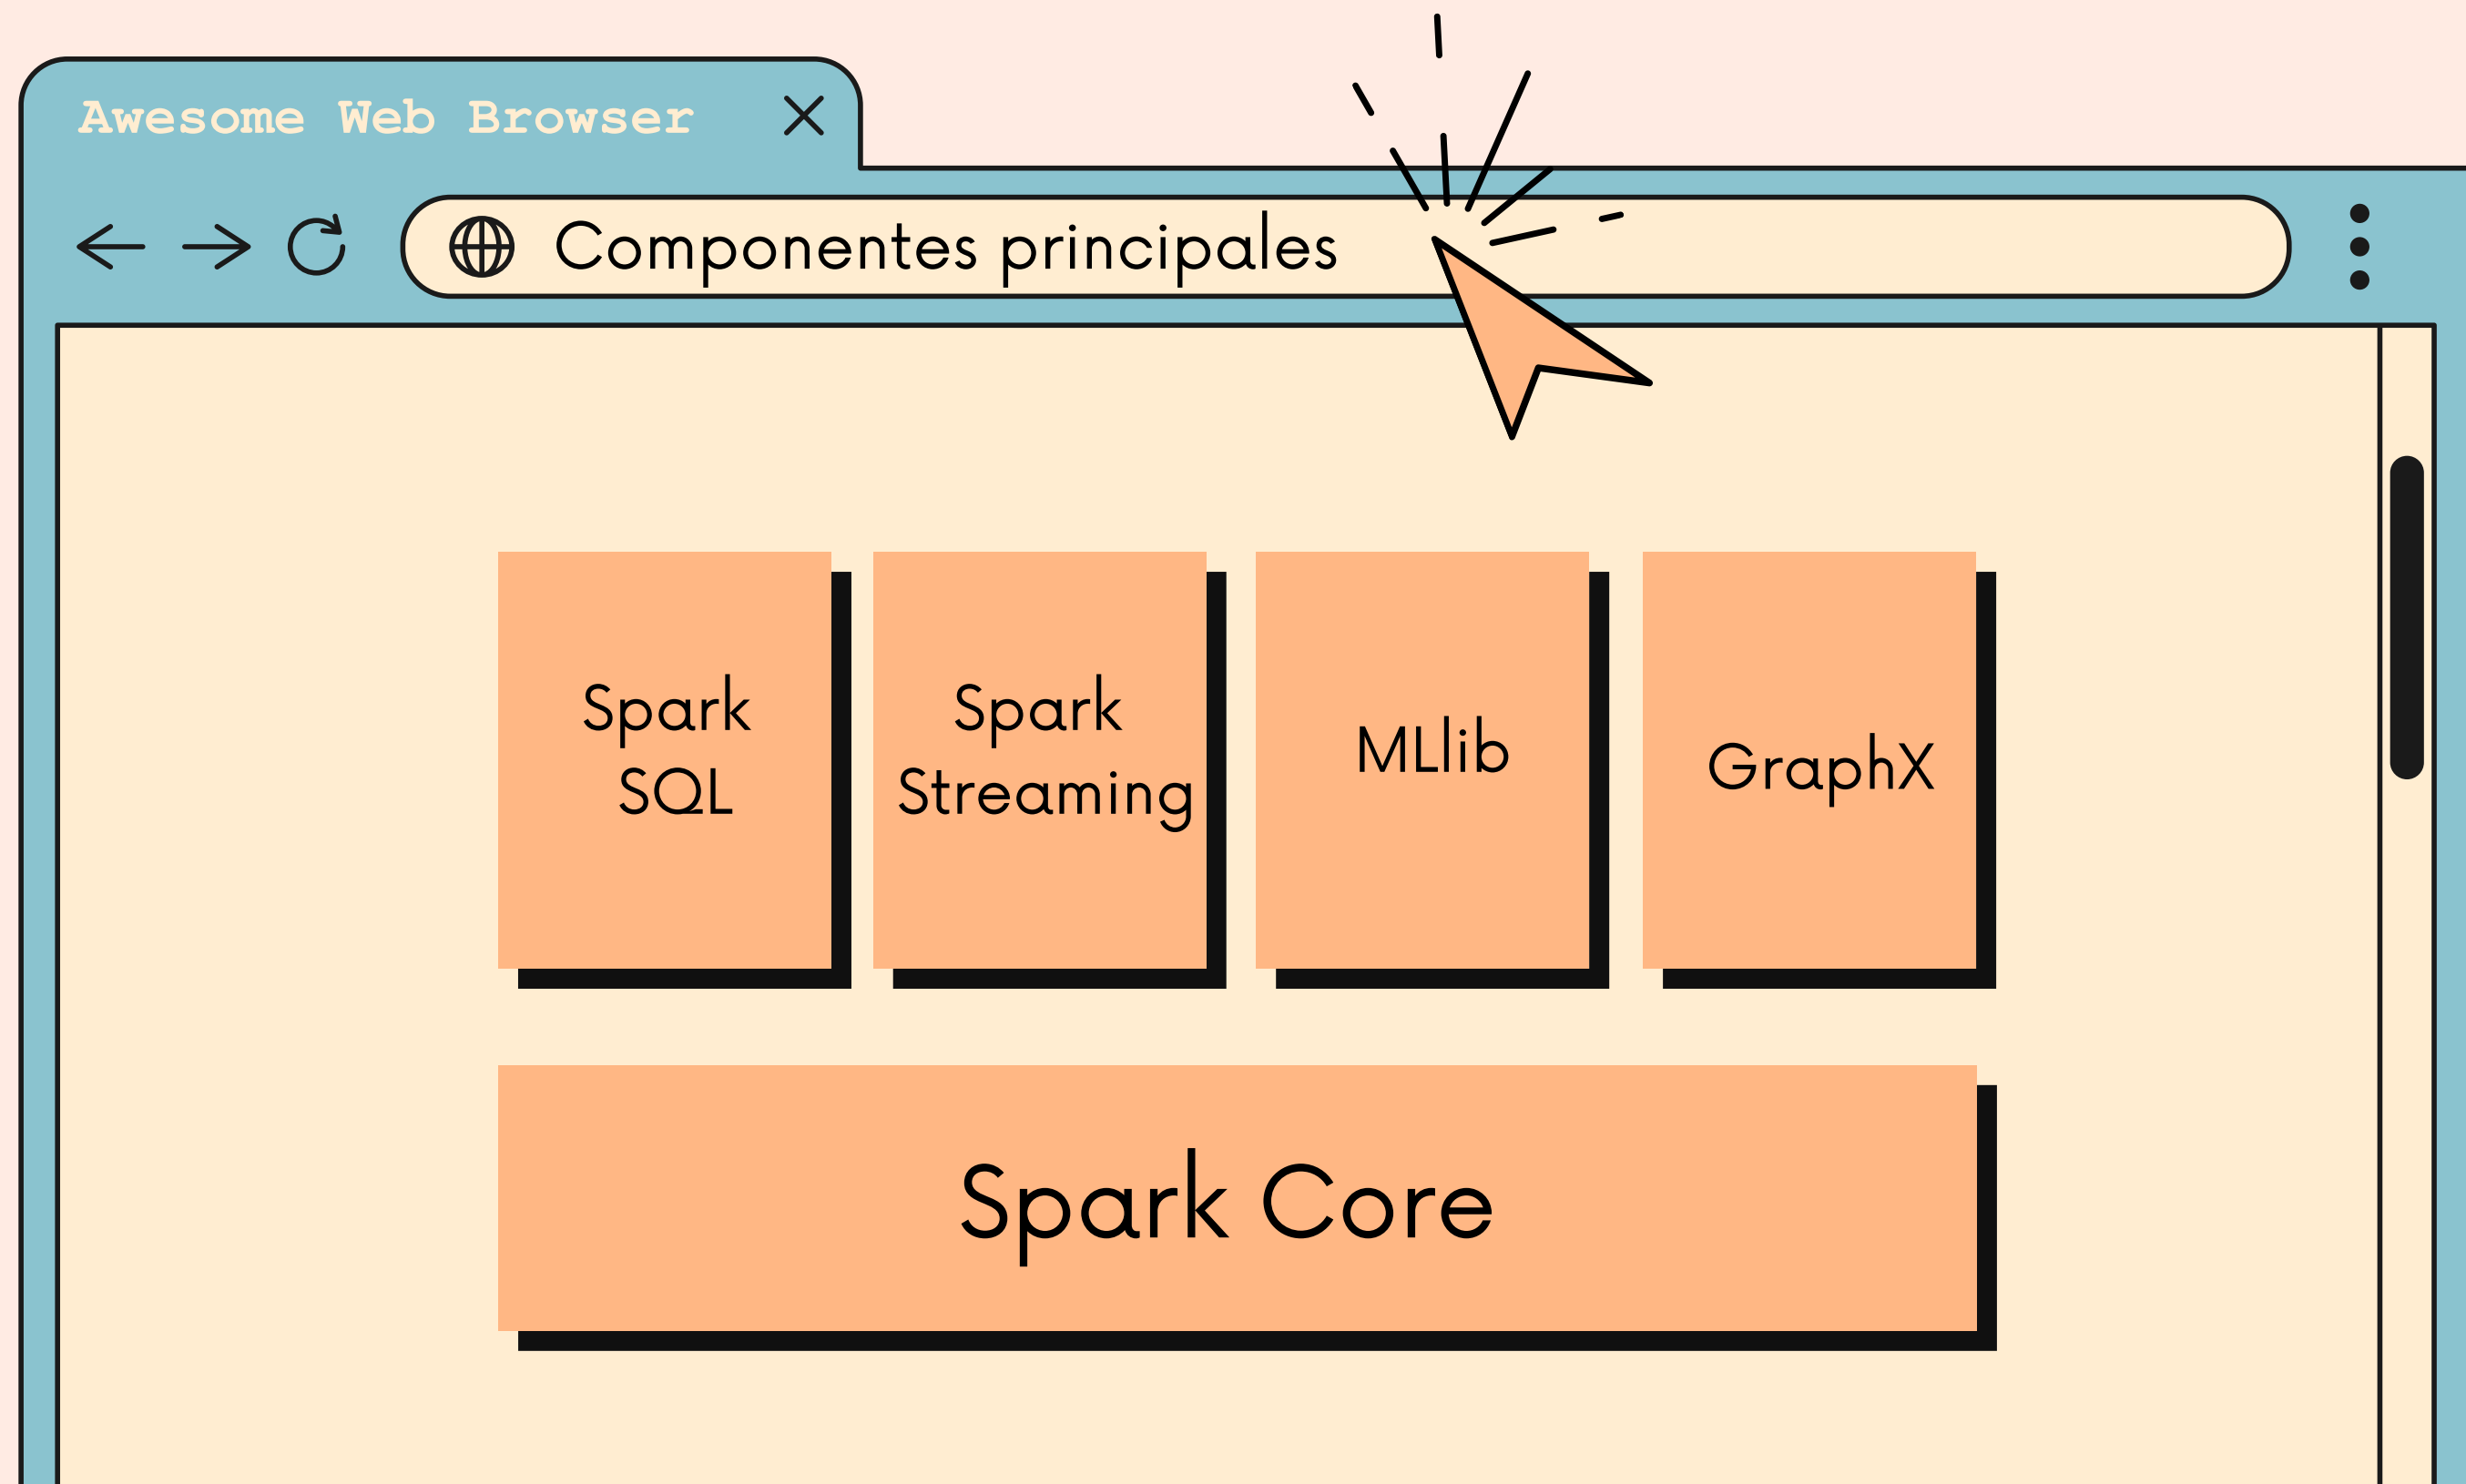 Awesome Web Browser
Componentes principales
Spark
SQL
Spark
Streaming
MLlib
GraphX
Spark Core